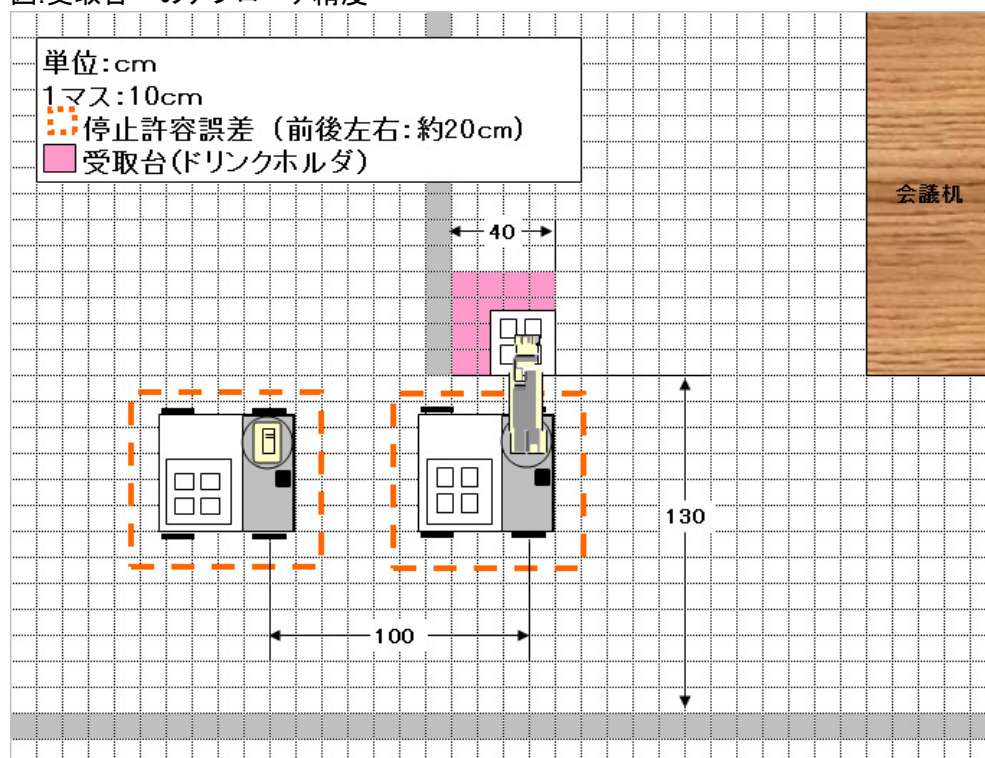 単位:cm
1マス:10cm
停止許容誤差 (前後左右:約20cm)
受取台(ドリンクホルダ)
会議机
40
130
100